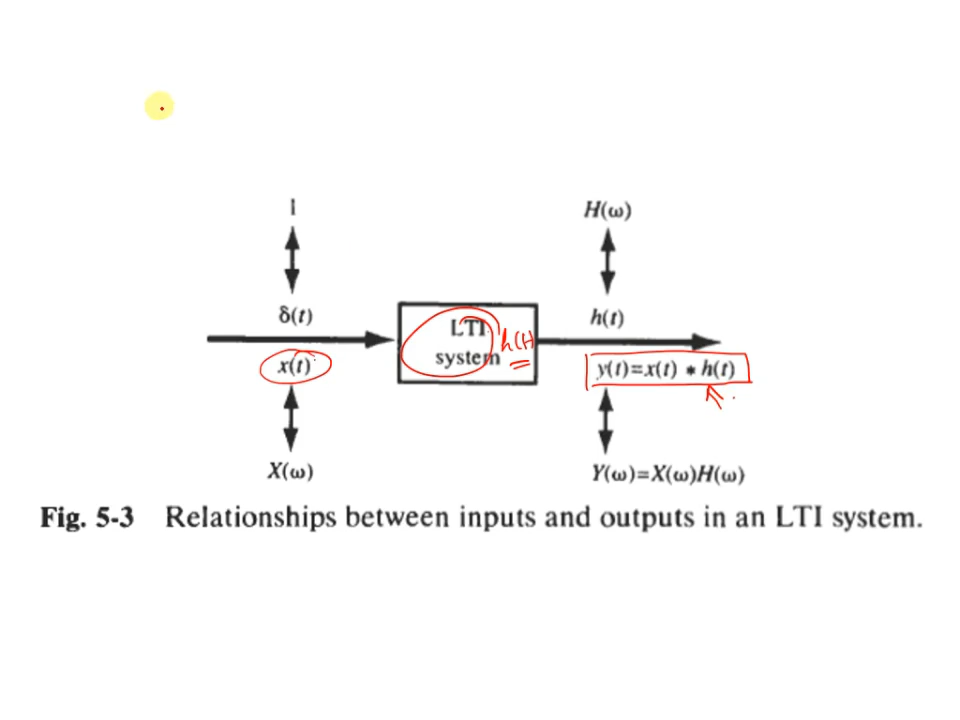 1 H(ω)
δ(t) LTI h(t)
h(t)
x(t) system y(t)=x(t) * h(t)
X(ω) Y(ω)=X(ω)H(ω)
Fig. 5-3 Relationships between inputs and outputs in an LTI system.